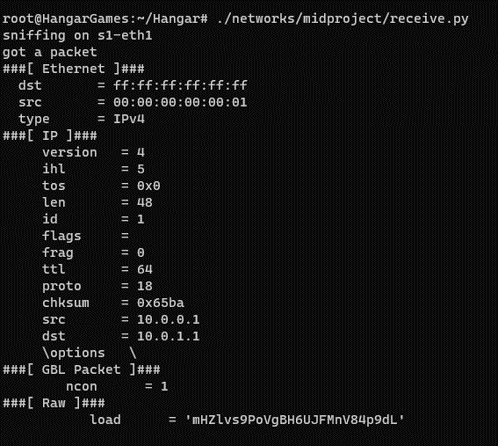 root@HangarGames:~/Hangar# ./networks/midproject/receive.py
sniffing on s1-eth1
got a packet
###[ Ethernet ]###
  dst       = ff:ff:ff:ff:ff:ff
  src       = 00:00:00:00:00:01
  type      = IPv4
###[ IP ]###
     version   = 4
     ihl       = 5
     tos       = 0x0
     len       = 48
     id        = 1
     flags     =
     frag      = 0
     ttl       = 64
     proto     = 18
     chksum    = 0x65ba
     src       = 10.0.0.1
     dst       = 10.0.1.1
     \options   \
###[ GBL Packet ]###
        ncon      = 1
###[ Raw ]###
           load      = 'mHZlvs9PoVgBH6UJFMnV84p9dL'